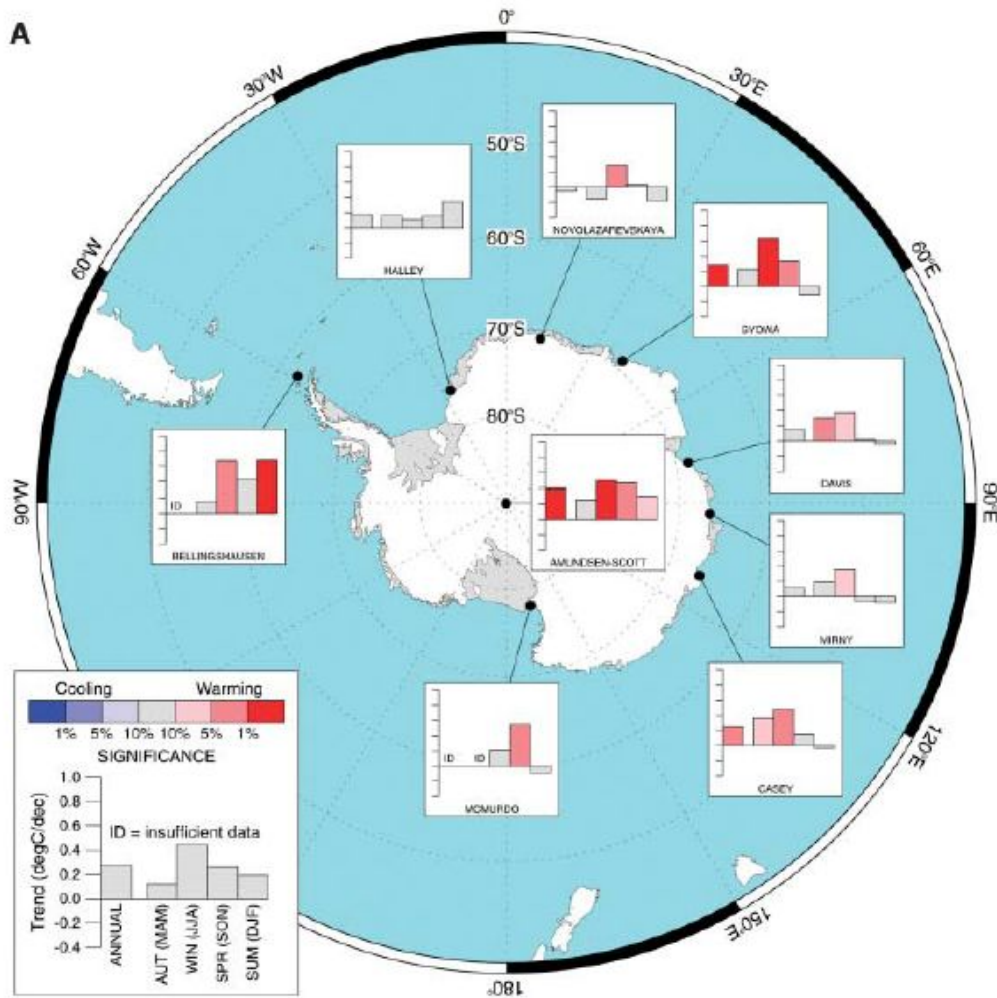 A
0°
30°W
30°E
50°S
NOVOLAZAREVSKAYA
60°W
60°S
60°E
HALLEY
SYOWA
70°S
80°S
DAVIS
90°W
90°E
ID
BELLINGSHAUSEN
AMUNDSEN-SCOTT
MIRNY
Cooling Warming
1% 5% 10% 10% 5% 1%
SIGNIFICANCE
ID ID
MCMURDO
CASEY
120°E
Trend (degC/dec)
1.0
0.8
ID = insufficient data
0.6
0.4
0.2
0.0
-0.2
-0.4
ANNUAL
AUT (MAM)
WIN (JJA)
SPR (SON)
SUM (DJF)
150°E
180°